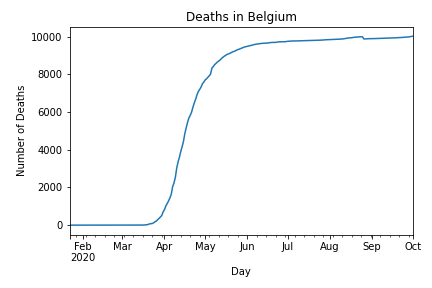 Deaths in Belgium
Number of Deaths
10000
8000
6000
4000
2000
0
Feb Mar Apr May Jun Jul Aug Sep Oct
2020
Day